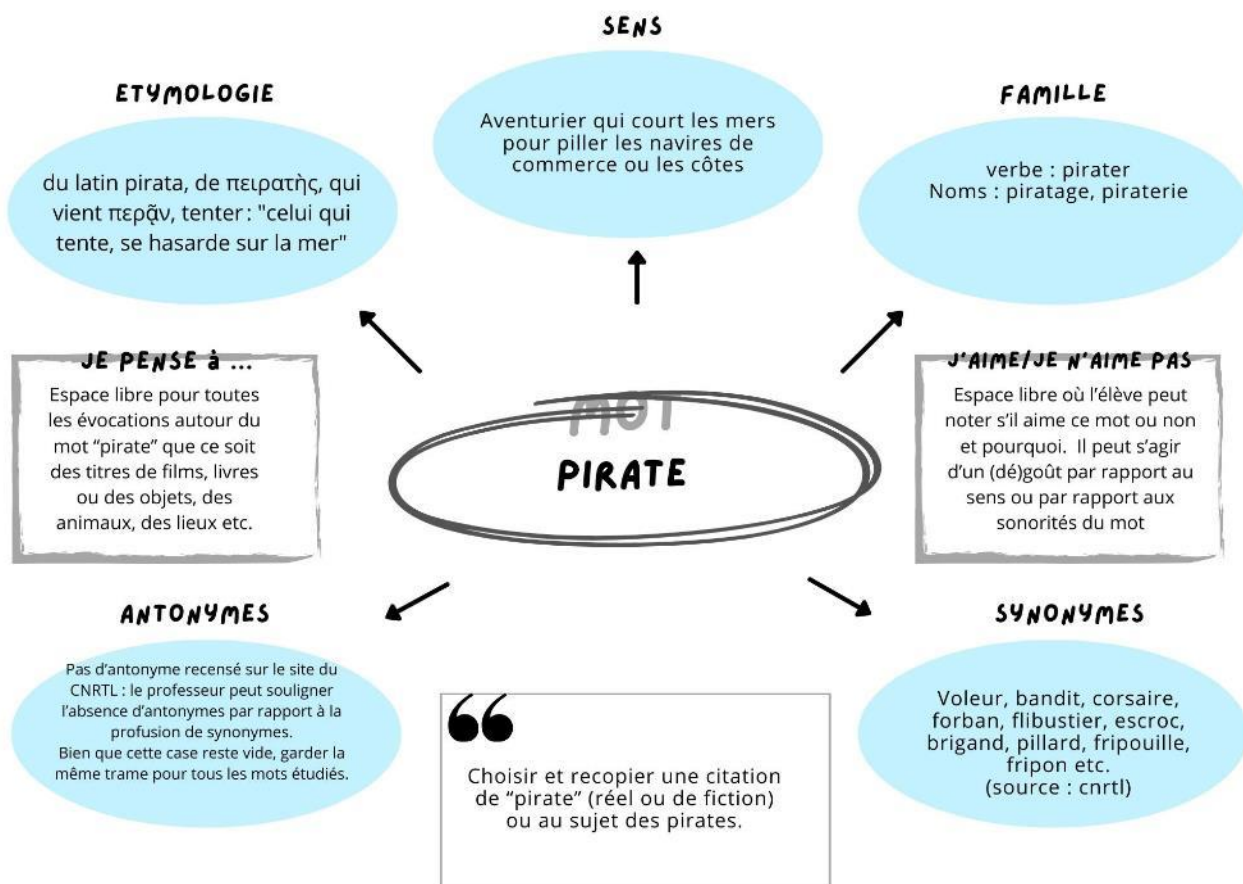 SENS
Aventurier qui court les mers
pour piller les navires de
commerce ou les côtes
ETYMOLOGIE
du latin pirata, de πειρατὴς, qui
vient περᾷν, tenter : "celui qui
tente, se hasarde sur la mer"
FAMILLE
verbe : pirater
Noms : piratage, piraterie
JE PENSE à ...
Espace libre pour toutes
les évocations autour du
mot “pirate” que ce soit
des titres de films, livres
ou des objets, des
animaux, des lieux etc.
MOT
PIRATE
J'AIME/JE N'AIME PAS
Espace libre où l’élève peut
noter s’il aime ce mot ou non
et pourquoi. Il peut s’agir
d’un (dé)goût par rapport au
sens ou par rapport aux
sonorités du mot
ANTONYMES
Pas d’antonyme recensé sur le site du
CNRTL : le professeur peut souligner
l’absence d’antonymes par rapport à la
profusion de synonymes.
Bien que cette case reste vide, garder la
même trame pour tous les mots étudiés.
“
Choisir et recopier une citation
de “pirate” (réel ou de fiction)
ou au sujet des pirates.
SYNONYMES
Voleur, bandit, corsaire,
forban, flibustier, escroc,
brigand, pillard, fripouille,
fripon etc.
(source : cnrtl)